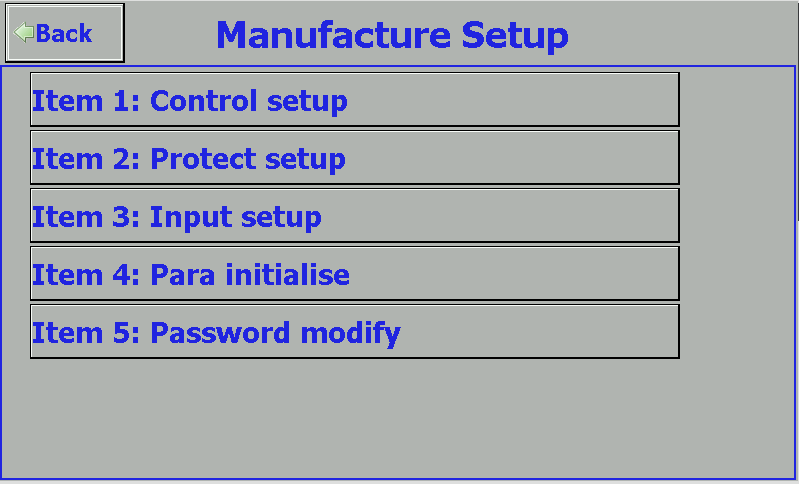 Back
Manufacture Setup
Item 1: Control setup
Item 2: Protect setup
Item 3: Input setup
Item 4: Para initialise
Item 5: Password modify